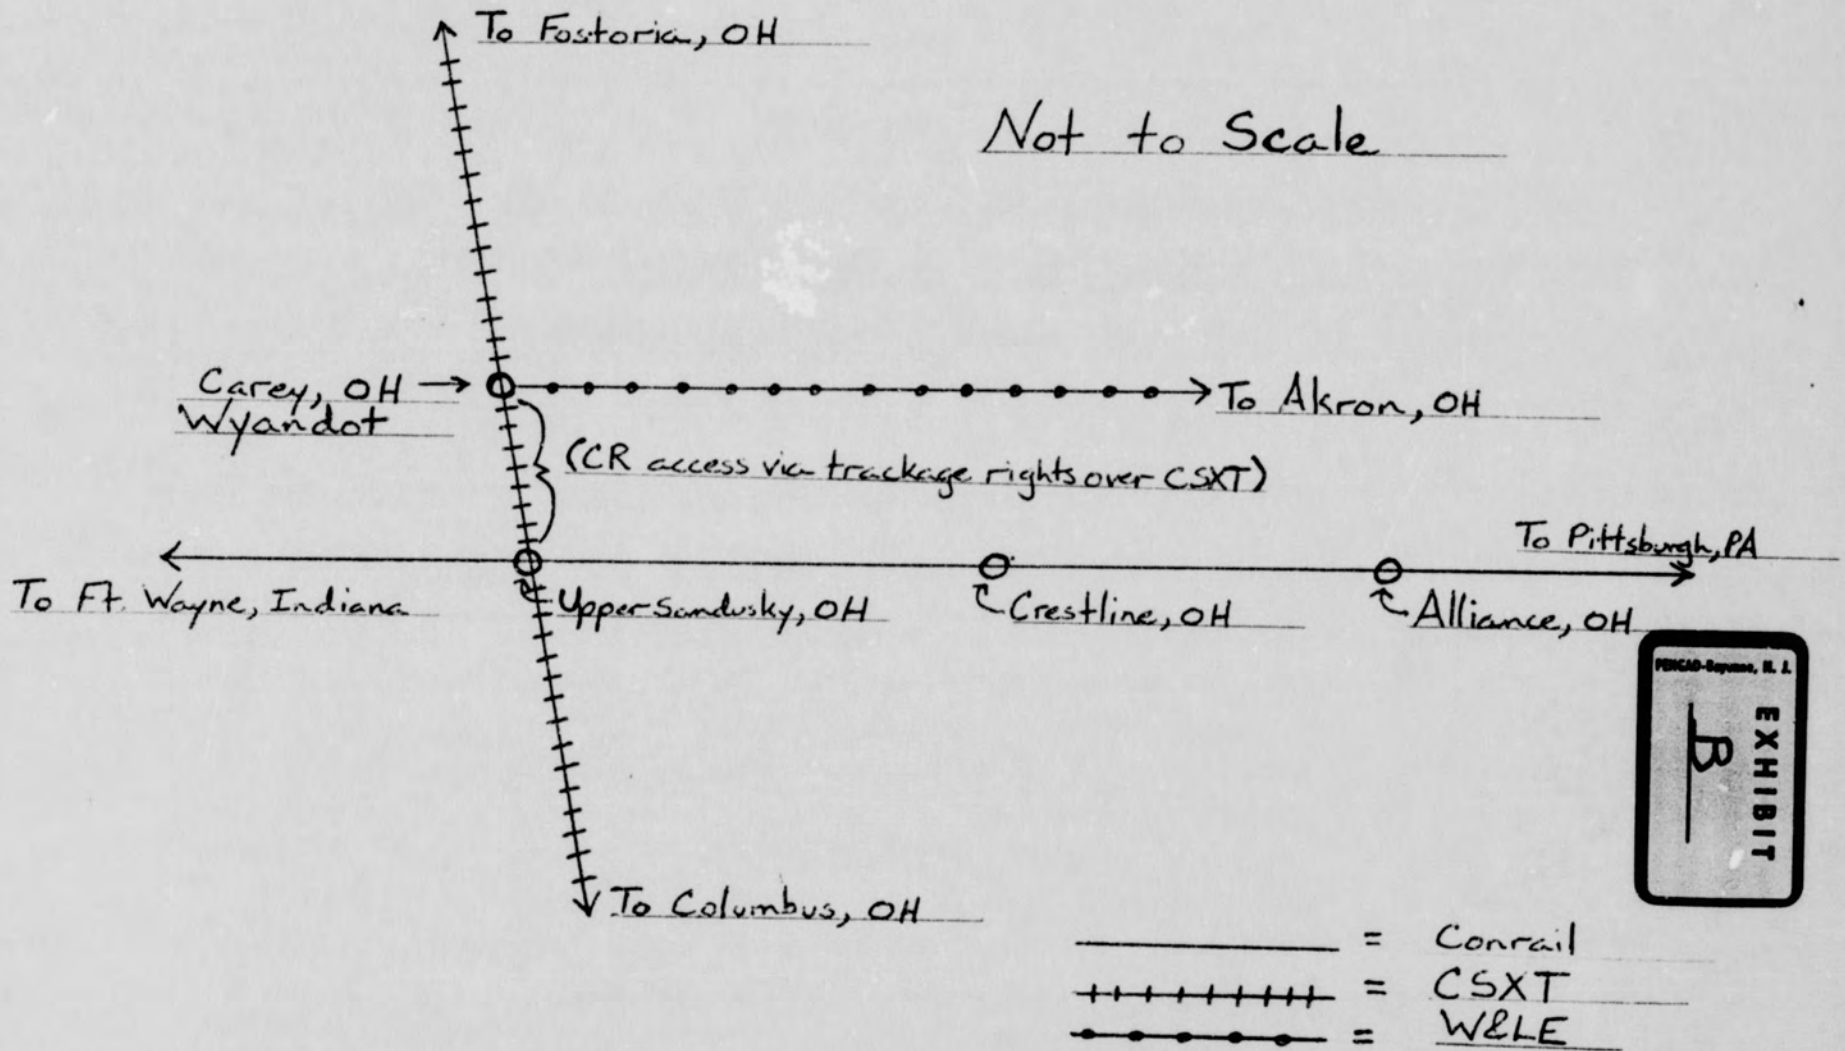 To Fostoria, OH
Not to Scale
Carey, OH
Wyandot
To Akron, OH
(CR access via trackage rights over CSXT)
To Pittsburgh, PA
To Ft. Wayne, Indiana
Upper Sandusky, OH
Crestline, OH
Alliance, OH
PENGAD-Bayonne, N. J.
EXHIBIT
B
To Columbus, OH
= Conrail
= CSXT
= W&LE